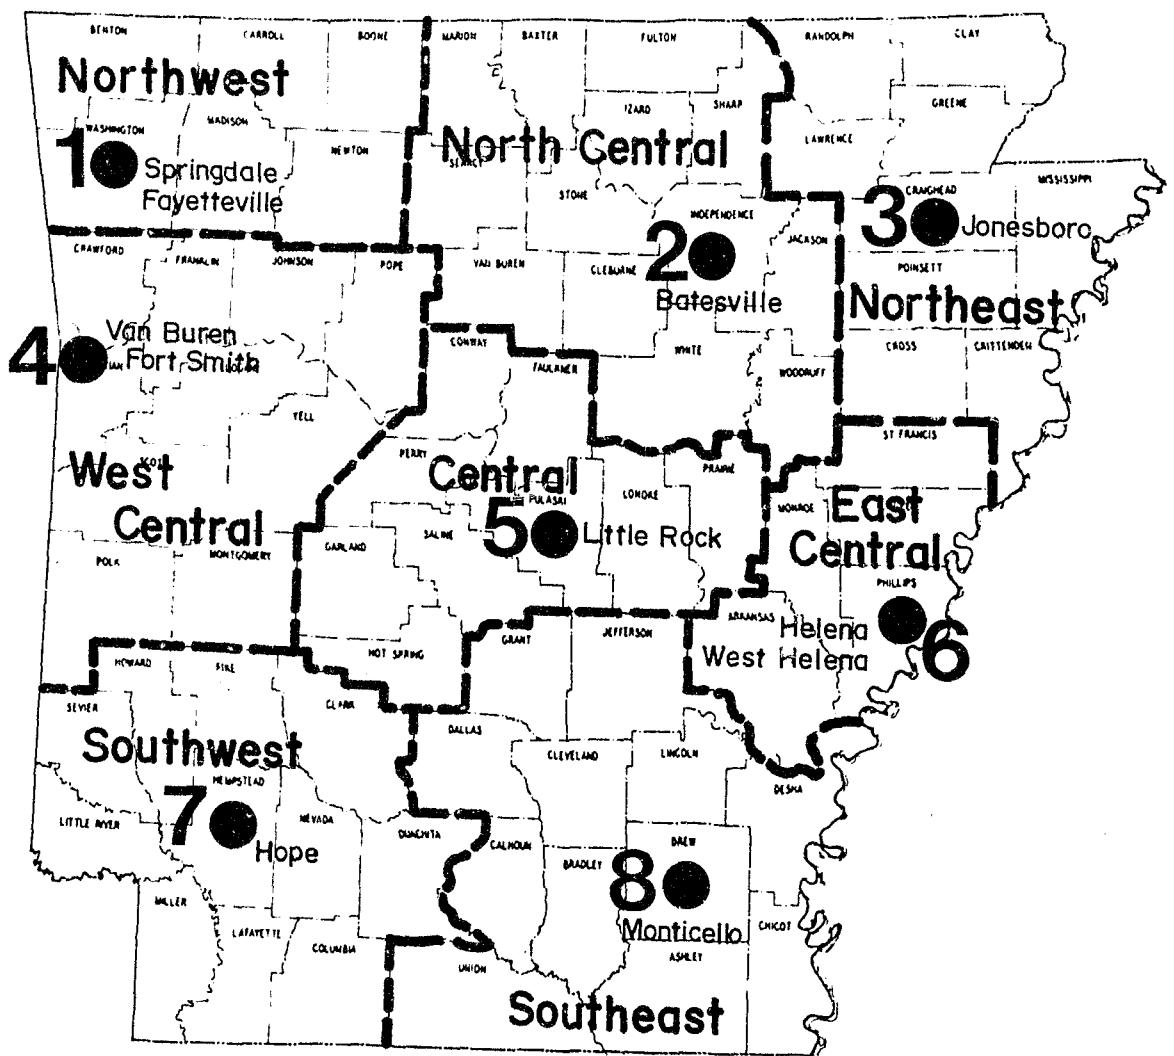 BENTON
CARROLL
BOONE
MARION
BAXTER
FULTON
RANDOLPH
CLAY
Northwest
IZARD
SHARP
GREENE
WASHINGTON
MADISON
NEWTON
North Central
LAWRENCE
SEARCY
1
Springdale
Fayetteville
STONE
MISSISSIPPI
3
CRAIGHEAD
Jonesboro
INDEPENDENCE
JACKSON
2
Batesville
CRAWFORD
FRANKLIN
JOHNSON
POPE
VAN BUREN
CLEBURNE
POINSETT
Northeast
4
Van Buren
Fort Smith
CONWAY
FAULKNER
WHITE
WOODRUFF
CROSS
CRITTENDEN
YELL
ST FRANCIS
PERRY
West
Central
Central
PULASKI
LONOKE
PRAIRIE
5
Little Rock
MONROE
East
Central
POLK
MONTGOMERY
GARLAND
SALINE
PHILLIPS
Helena
West Helena
6
HOWARD
PIKE
HOT SPRING
GRANT
JEFFERSON
ARKANSAS
SEVIER
CLARK
DALLAS
CLEVELAND
LINCOLN
DESHA
Southwest
HEMPSTEAD
7
Hope
LITTLE RIVER
NEVADA
OUACHITA
CALHOUN
BRADLEY
DREW
8
Monticello
MILLER
LAFAYETTE
COLUMBIA
UNION
ASHLEY
CHICOT
Southeast